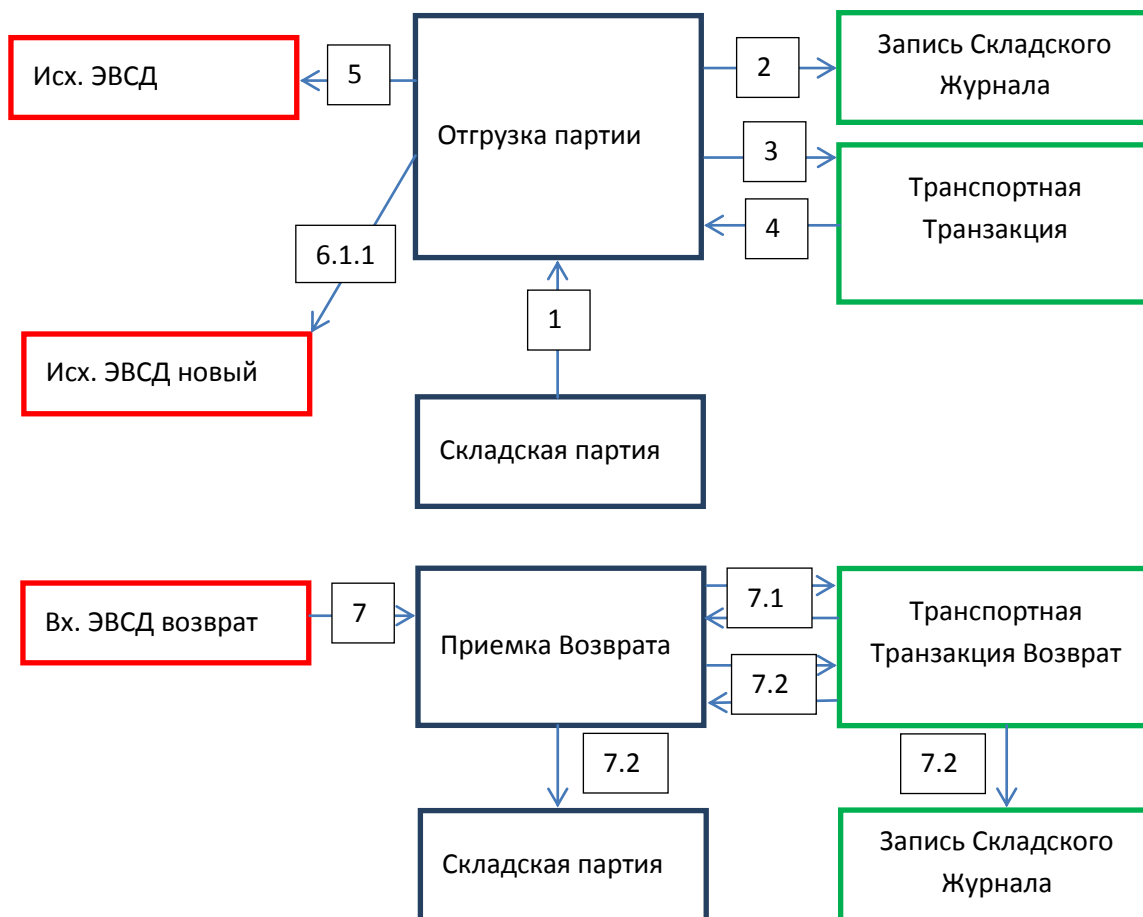 Исх. ЭВСД
5
Отгрузка партии
2
Запись Складского
Журнала
3
Транспортная
Транзакция
4
6.1.1
1
Исх. ЭВСД новый
Складская партия
Вх. ЭВСД возврат
7
Приемка Возврата
7.1
Транспортная
Транзакция Возврат
7.2
7.2
7.2
Складская партия
Запись Складского
Журнала